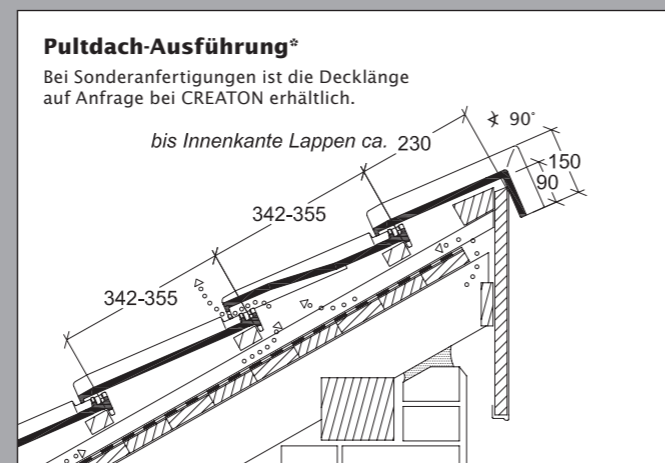 Pultdach-Ausführung*
Bei Sonderanfertigungen ist die Decklänge
auf Anfrage bei CREATON erhältlich.
bis Innenkante Lappen ca. 230
∢ 90°
150
90
342-355
342-355